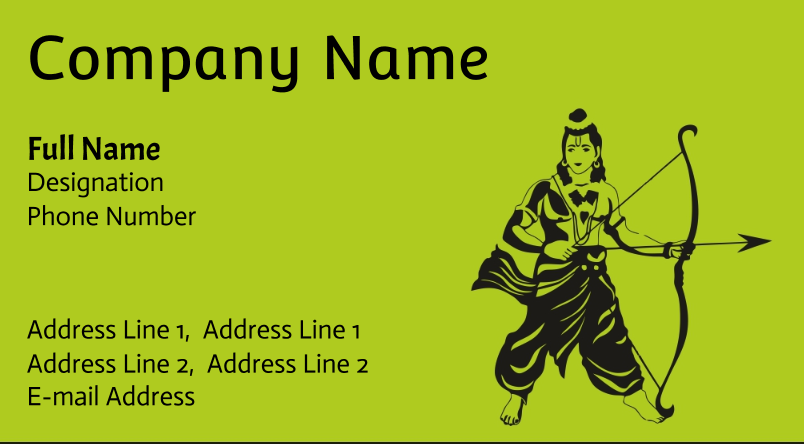 Company Name
Full Name
Designation
Phone Number
Address Line 1,  Address Line 1
Address Line 2,  Address Line 2
E-mail Address